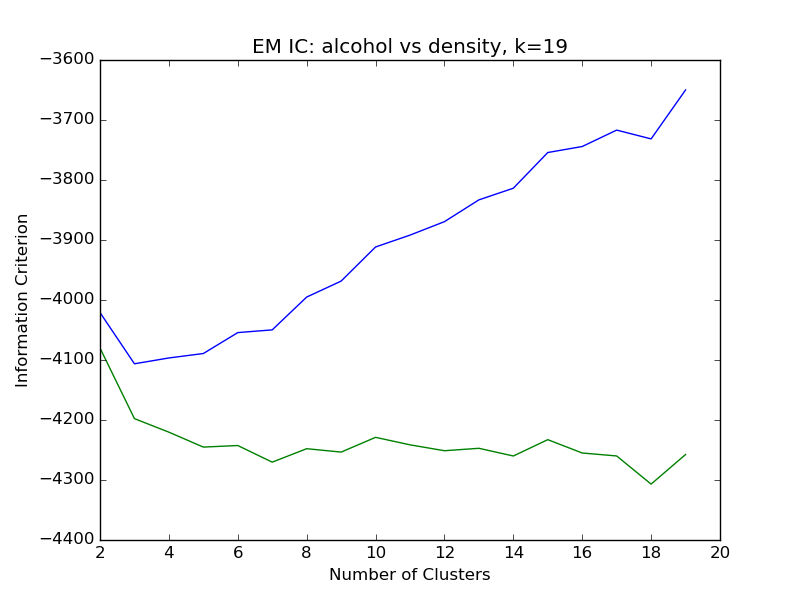 EM IC: alcohol vs density, k=19
−3600
−3700
−3800
−3900
−4000
−4100
−4200
−4300
−4400
Information Criterion
2 4 6 8 10 12 14 16 18 20
Number of Clusters